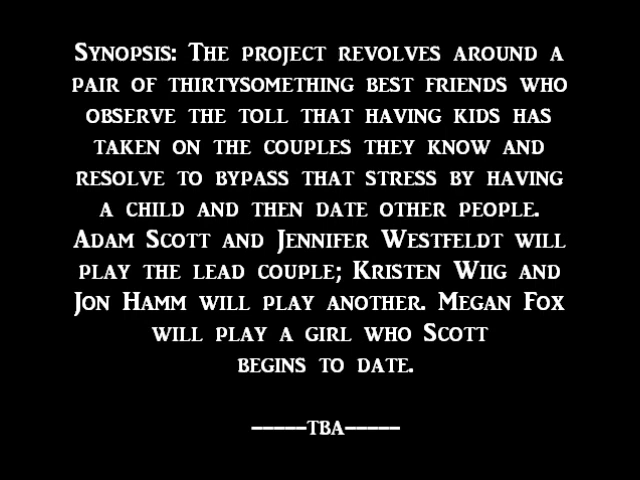 Synopsis: The project revolves around a
pair of thirtysomething best friends who
observe the toll that having kids has
taken on the couples they know and
resolve to bypass that stress by having
a child and then date other people.
Adam Scott and Jennifer Westfeldt will
play the lead couple; Kristen Wiig and
Jon Hamm will play another. Megan Fox
will play a girl who Scott
begins to date.
-----TBA-----